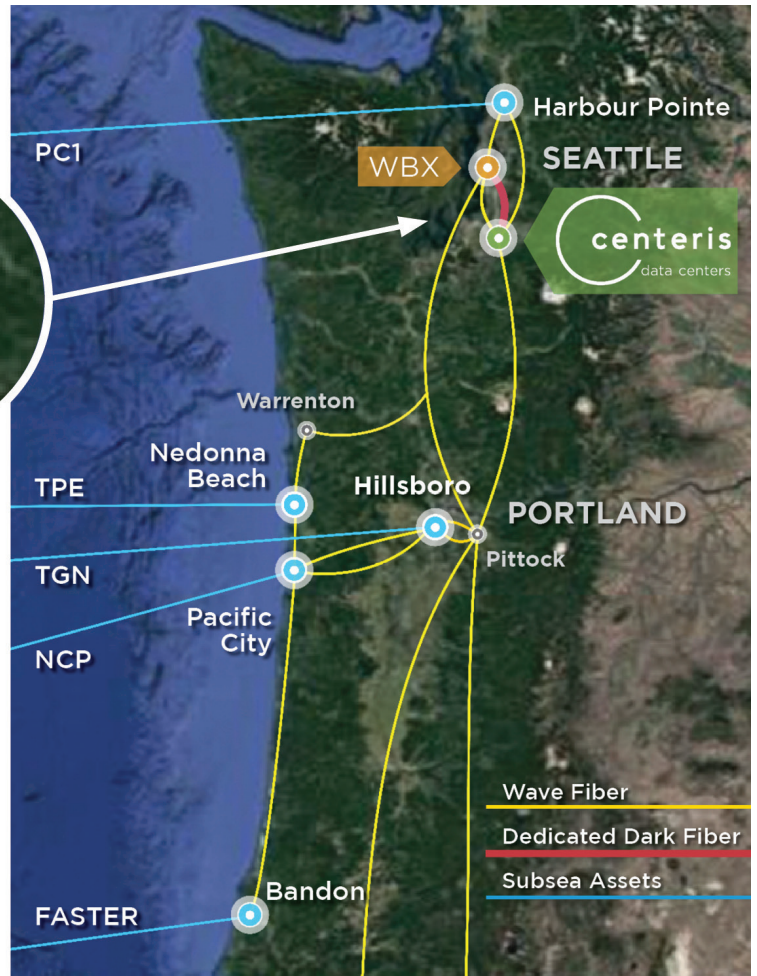 Harbour Pointe
PC1
WBX
SEATTLE
centeris
data centers
Warrenton
Nedonna
Beach
TPE
Hillsboro
PORTLAND
Pittock
TGN
Pacific
City
NCP
Wave Fiber
Dedicated Dark Fiber
Subsea Assets
Bandon
FASTER